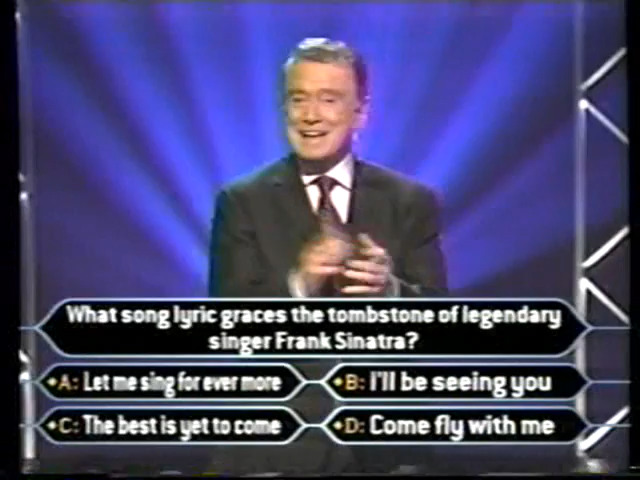 What song lyric graces the tombstone of legendary
singer Frank Sinatra?
A: Let me sing for ever more
B: I'll be seeing you
C: The best is yet to come
D: Come fly with me